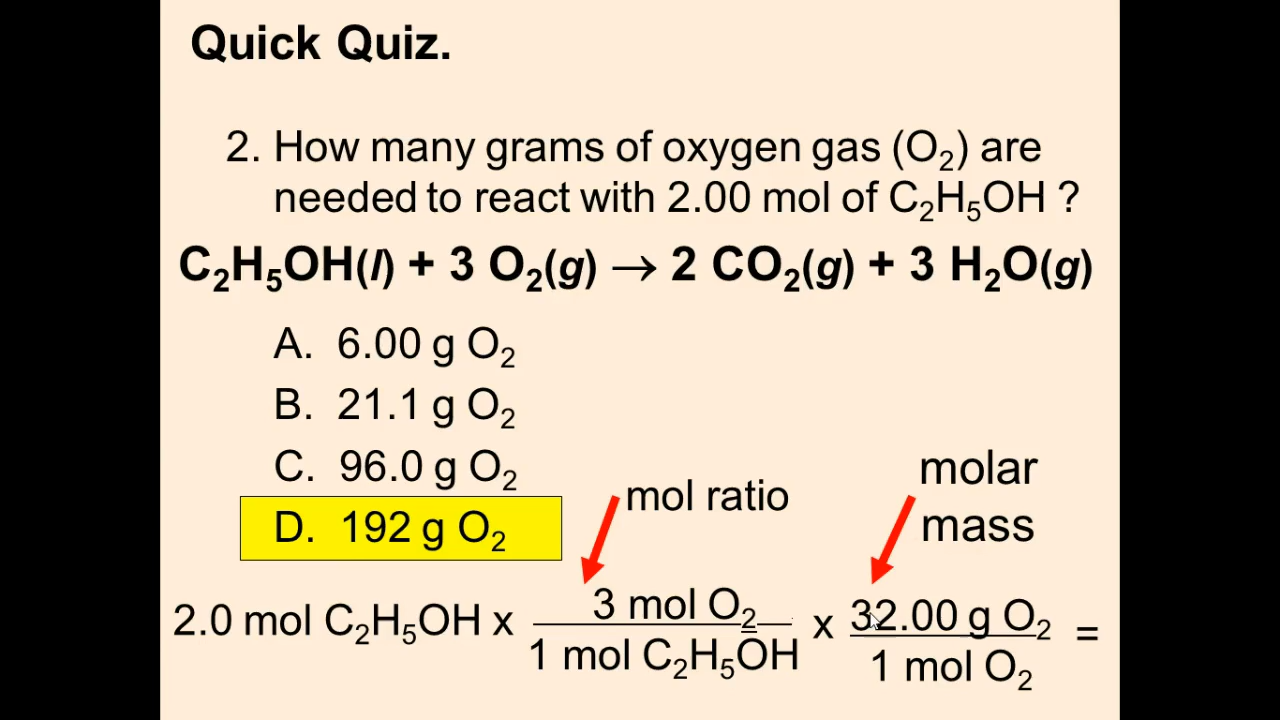 Quick Quiz.
2. How many grams of oxygen gas (O₂) are
needed to react with 2.00 mol of C₂H₅OH ?
C₂H₅OH(l) + 3 O₂(g) → 2 CO₂(g) + 3 H₂O(g)
A. 6.00 g O₂
B. 21.1 g O₂
C. 96.0 g O₂
D. 192 g O₂
mol ratio
molar
mass
2.0 mol C₂H₅OH x
3 mol O₂
1 mol C₂H₅OH
x
32.00 g O₂
1 mol O₂
=